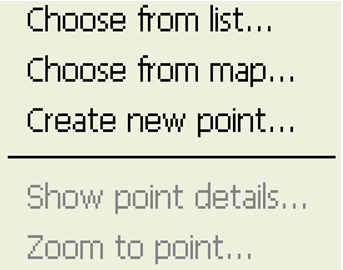 Choose from list...
Choose from map...
Create new point...
Show point details...
Zoom to point...